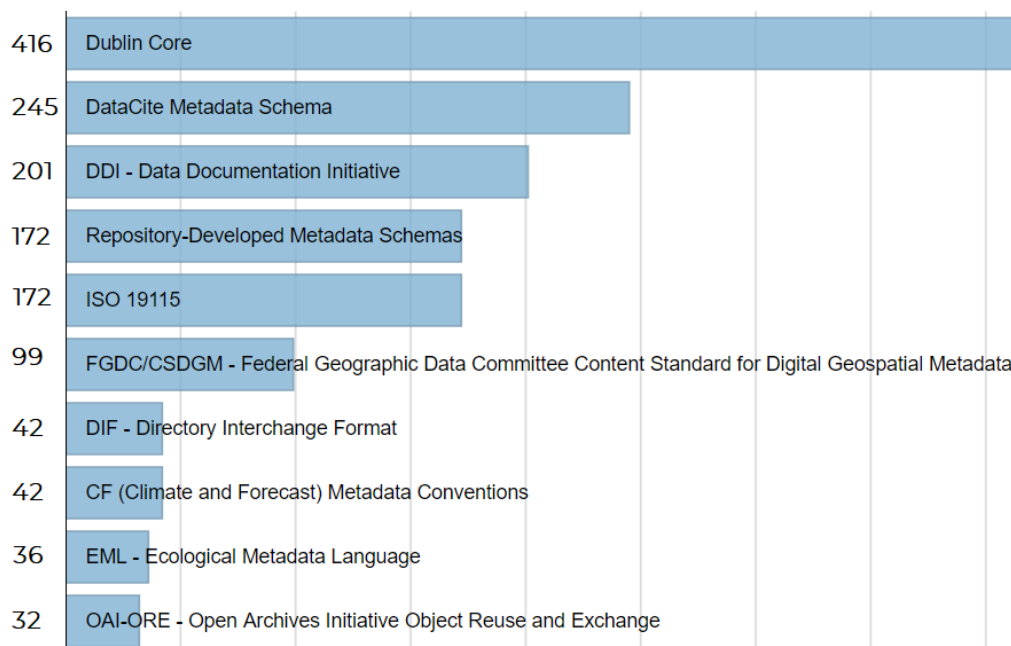 416 Dublin Core
245 DataCite Metadata Schema
201 DDI - Data Documentation Initiative
172 Repository-Developed Metadata Schemas
172 ISO 19115
99 FGDC/CSDGM - Federal Geographic Data Committee Content Standard for Digital Geospatial Metadata
42 DIF - Directory Interchange Format
42 CF (Climate and Forecast) Metadata Conventions
36 EML - Ecological Metadata Language
32 OAI-ORE - Open Archives Initiative Object Reuse and Exchange